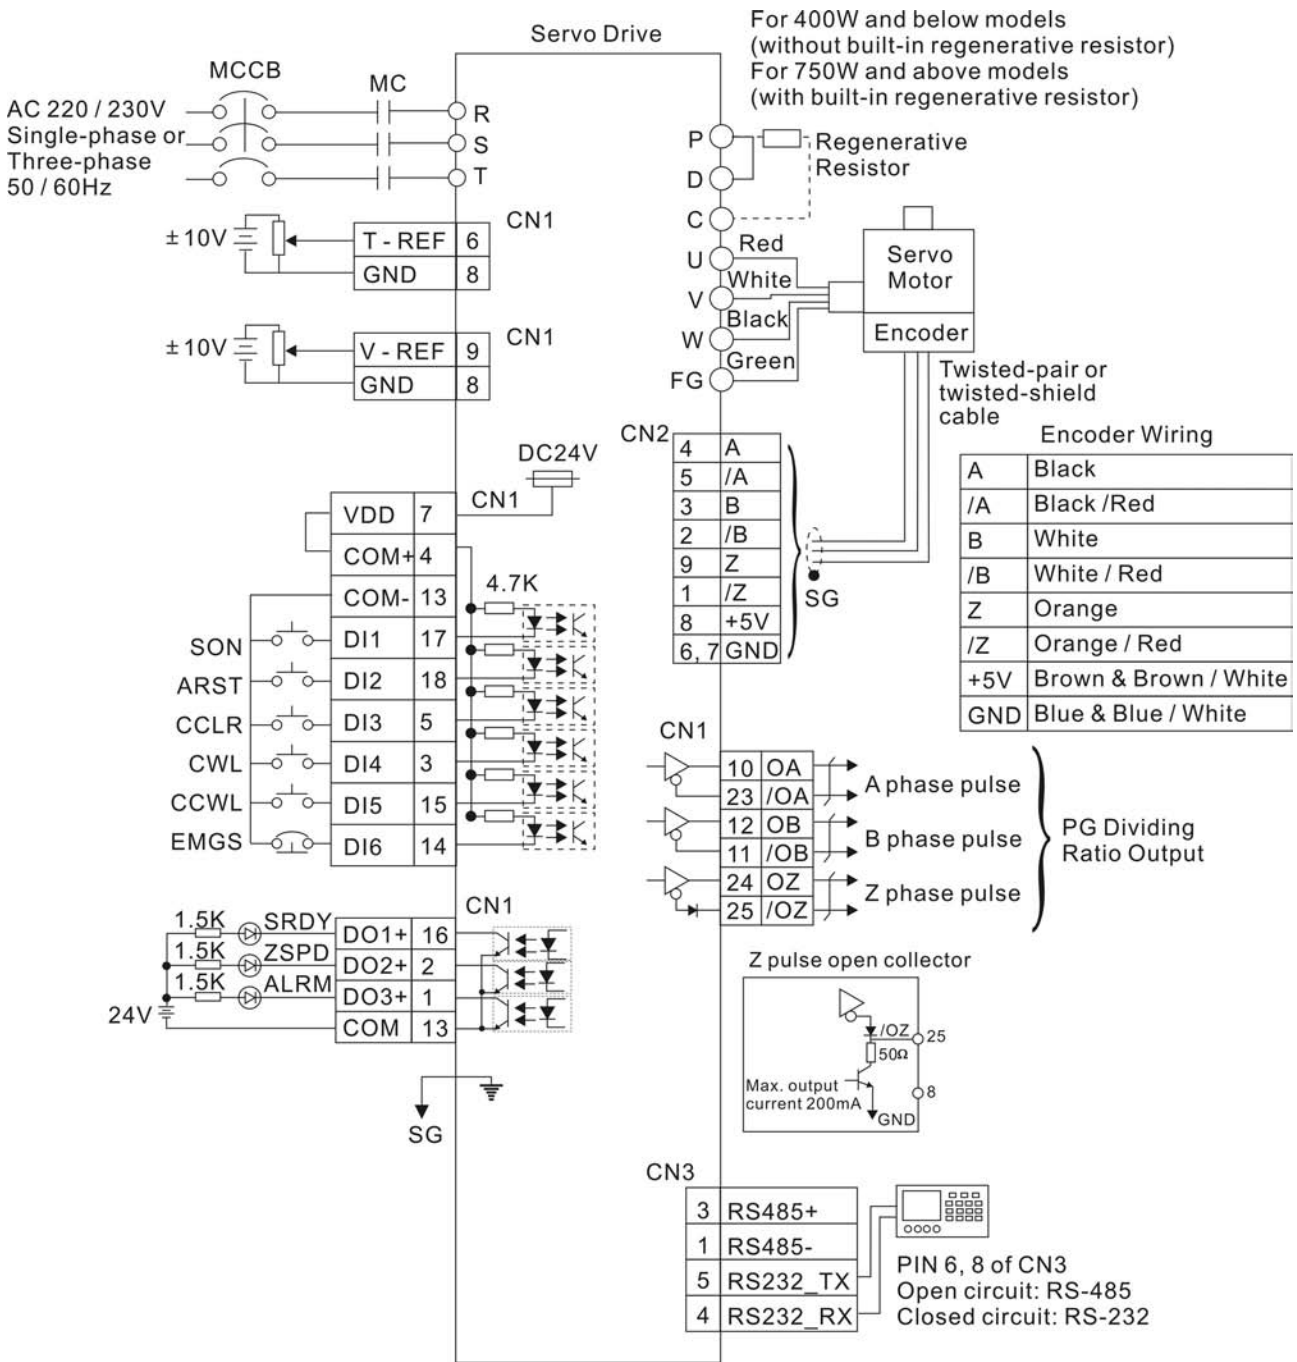 Servo Drive
For 400W and below models
(without built-in regenerative resistor)
For 750W and above models
(with built-in regenerative resistor)
MCCB
MC
AC 220 / 230V
Single-phase or
Three-phase
50 / 60Hz
R
S
T
P
D
C
Regenerative
Resistor
±10V
T - REF 6
GND 8
CN1
±10V
V - REF 9
GND 8
CN1
U
V
W
FG
Red
White
Black
Green
Servo
Motor
Encoder
Twisted-pair or
twisted-shield
cable
CN2
4 A
5 /A
3 B
2 /B
9 Z
1 /Z
8 +5V
6, 7 GND
SG
Encoder Wiring
A Black
/A Black /Red
B White
/B White / Red
Z Orange
/Z Orange / Red
+5V Brown & Brown / White
GND Blue & Blue / White
DC24V
CN1
VDD 7
COM+ 4
COM- 13
4.7K
SON DI1 17
ARST DI2 18
CCLR DI3 5
CWL DI4 3
CCWL DI5 15
EMGS DI6 14
CN1
10 OA
23 /OA
A phase pulse
12 OB
11 /OB
B phase pulse
24 OZ
25 /OZ
Z phase pulse
PG Dividing
Ratio Output
CN1
1.5K SRDY DO1+ 16
1.5K ZSPD DO2+ 2
1.5K ALRM DO3+ 1
24V COM 13
SG
Z pulse open collector
/OZ 25
50Ω
Max. output
current 200mA
8
GND
CN3
3 RS485+
1 RS485-
5 RS232_TX
4 RS232_RX
PIN 6, 8 of CN3
Open circuit: RS-485
Closed circuit: RS-232